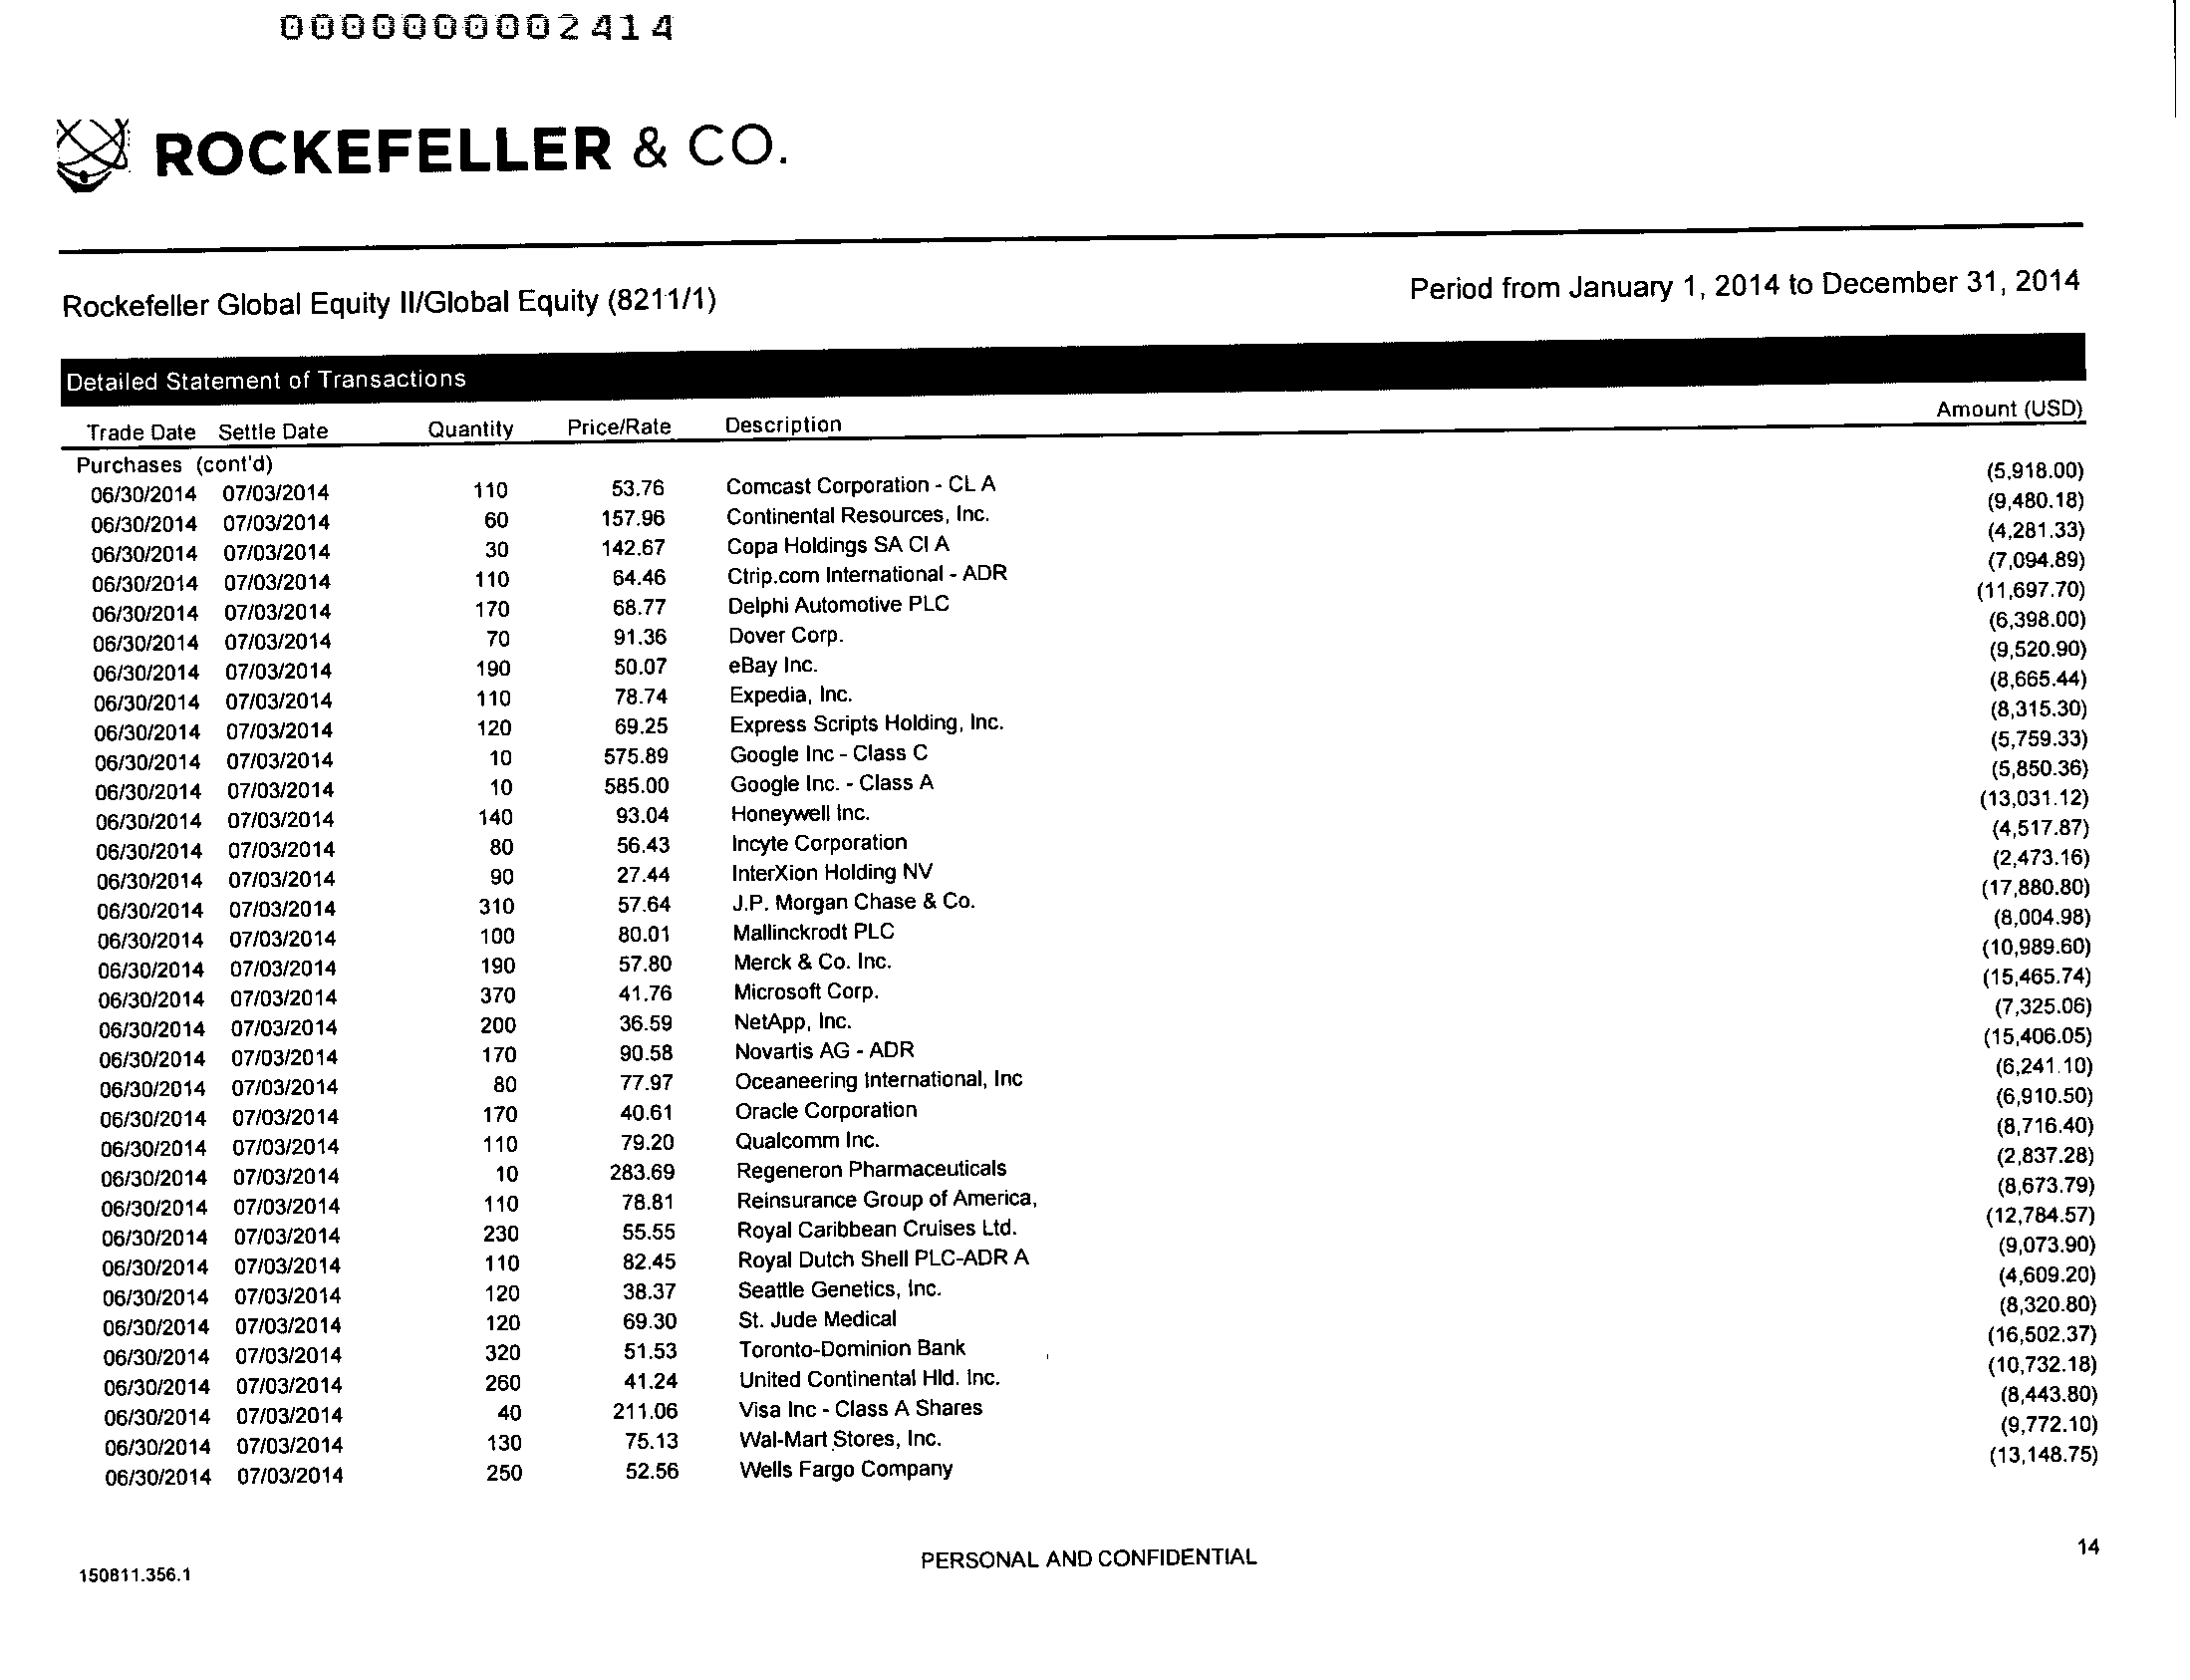 0000000002414
ROCKEFELLER & CO.
Rockefeller Global Equity II/Global Equity (8211/1) Period from January 1, 2014 to December 31, 2014
Detailed Statement of Transactions
Trade Date Settle Date Quantity Price/Rate Description Amount (USD)
Purchases (cont'd)
06/30/2014 07/03/2014 110 53.76 Comcast Corporation - CL A (5,918.00)
06/30/2014 07/03/2014 60 157.96 Continental Resources, Inc. (9,480.18)
06/30/2014 07/03/2014 30 142.67 Copa Holdings SA Cl A (4,281.33)
06/30/2014 07/03/2014 110 64.46 Ctrip.com International - ADR (7,094.89)
06/30/2014 07/03/2014 170 68.77 Delphi Automotive PLC (11,697.70)
06/30/2014 07/03/2014 70 91.36 Dover Corp. (6,398.00)
06/30/2014 07/03/2014 190 50.07 eBay Inc. (9,520.90)
06/30/2014 07/03/2014 110 78.74 Expedia, Inc. (8,665.44)
06/30/2014 07/03/2014 120 69.25 Express Scripts Holding, Inc. (8,315.30)
06/30/2014 07/03/2014 10 575.89 Google Inc - Class C (5,759.33)
06/30/2014 07/03/2014 10 585.00 Google Inc. - Class A (5,850.36)
06/30/2014 07/03/2014 140 93.04 Honeywell Inc. (13,031.12)
06/30/2014 07/03/2014 80 56.43 Incyte Corporation (4,517.87)
06/30/2014 07/03/2014 90 27.44 InterXion Holding NV (2,473.16)
06/30/2014 07/03/2014 310 57.64 J.P. Morgan Chase & Co. (17,880.80)
06/30/2014 07/03/2014 100 80.01 Mallinckrodt PLC (8,004.98)
06/30/2014 07/03/2014 190 57.80 Merck & Co. Inc. (10,989.60)
06/30/2014 07/03/2014 370 41.76 Microsoft Corp. (15,465.74)
06/30/2014 07/03/2014 200 36.59 NetApp, Inc. (7,325.06)
06/30/2014 07/03/2014 170 90.58 Novartis AG - ADR (15,406.05)
06/30/2014 07/03/2014 80 77.97 Oceaneering International, Inc (6,241.10)
06/30/2014 07/03/2014 170 40.61 Oracle Corporation (6,910.50)
06/30/2014 07/03/2014 110 79.20 Qualcomm Inc. (8,716.40)
06/30/2014 07/03/2014 10 283.69 Regeneron Pharmaceuticals (2,837.28)
06/30/2014 07/03/2014 110 78.81 Reinsurance Group of America, (8,673.79)
06/30/2014 07/03/2014 230 55.55 Royal Caribbean Cruises Ltd. (12,784.57)
06/30/2014 07/03/2014 110 82.45 Royal Dutch Shell PLC-ADR A (9,073.90)
06/30/2014 07/03/2014 120 38.37 Seattle Genetics, Inc. (4,609.20)
06/30/2014 07/03/2014 120 69.30 St. Jude Medical (8,320.80)
06/30/2014 07/03/2014 320 51.53 Toronto-Dominion Bank (16,502.37)
06/30/2014 07/03/2014 260 41.24 United Continental Hld. Inc. (10,732.18)
06/30/2014 07/03/2014 40 211.06 Visa Inc - Class A Shares (8,443.80)
06/30/2014 07/03/2014 130 75.13 Wal-Mart Stores, Inc. (9,772.10)
06/30/2014 07/03/2014 250 52.56 Wells Fargo Company (13,148.75)
150811.356.1 PERSONAL AND CONFIDENTIAL 14